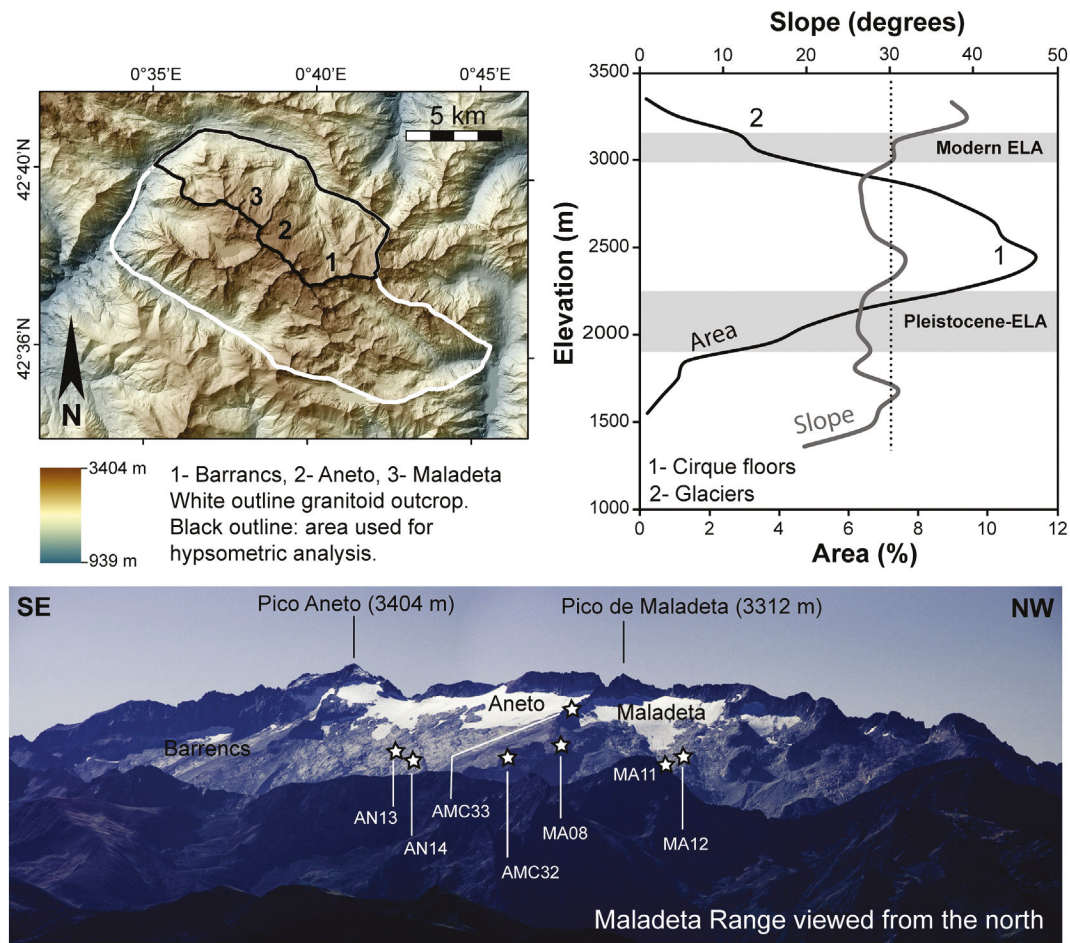 0°35'E
0°40'E
0°45'E
42°40'N
42°36'N
5 km
3
2
1
N
3404 m
939 m
1- Barrancs, 2- Aneto, 3- Maladeta
White outline granitoid outcrop.
Black outline: area used for
hypsometric analysis.
Slope (degrees)
0 10 20 30 40 50
Elevation (m)
3500
3000
2500
2000
1500
1000
2
Modern ELA
1
Pleistocene-ELA
Area
Slope
1- Cirque floors
2- Glaciers
0 2 4 6 8 10 12
Area (%)
SE
Pico Aneto (3404 m)
Pico de Maladeta (3312 m)
NW
Aneto
Maladeta
Barrencs
AN13
AN14
AMC33
AMC32
MA08
MA11
MA12
Maladeta Range viewed from the north